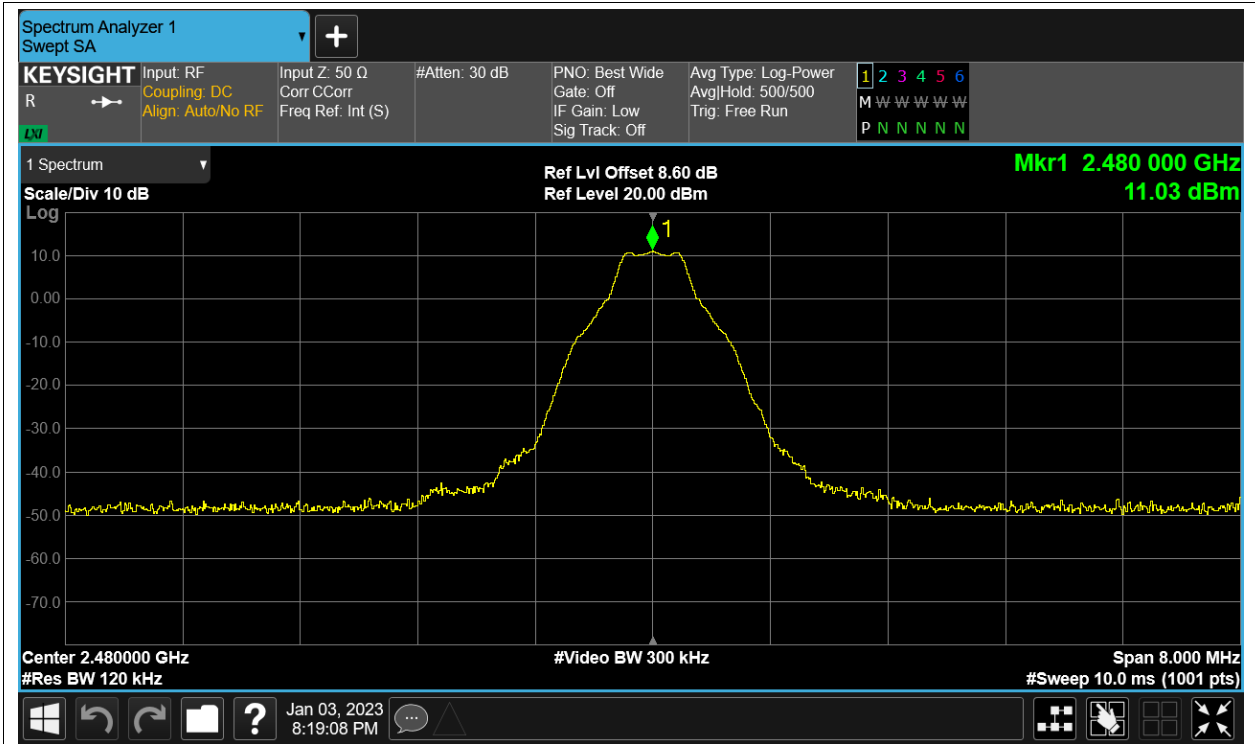 Spectrum Analyzer 1
Swept SA
+
KEYSIGHT
R
LXI
Input: RF
Coupling: DC
Align: Auto/No RF
Input Z: 50 Ω
Corr CCorr
Freq Ref: Int (S)
#Atten: 30 dB
PNO: Best Wide
Gate: Off
IF Gain: Low
Sig Track: Off
Avg Type: Log-Power
Avg|Hold: 500/500
Trig: Free Run
1 2 3 4 5 6
M W W W W W
P N N N N N
1 Spectrum
Scale/Div 10 dB
Log
Ref Lvl Offset 8.60 dB
Ref Level 20.00 dBm
Mkr1 2.480 000 GHz
11.03 dBm
1
10.0
0.00
-10.0
-20.0
-30.0
-40.0
-50.0
-60.0
-70.0
Center 2.480000 GHz
#Res BW 120 kHz
#Video BW 300 kHz
Span 8.000 MHz
#Sweep 10.0 ms (1001 pts)
?
Jan 03, 2023
8:19:08 PM